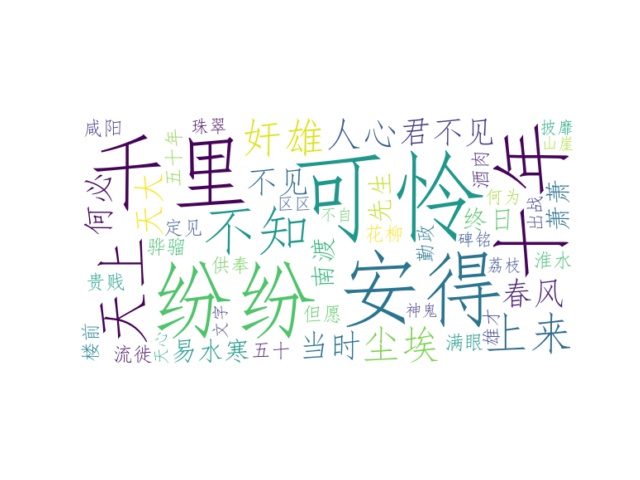 咸阳
珠翠
奸雄
人心
君不见
披靡
山崖
千里
五十年
不见
可怜
酒肉
十年
何必
天大
区区
先生
何为
出战
萧萧
不知
不自
终日
定见
花柳
勤政
碑铭
天上
骅骝
供奉
南渡
安得
荔枝
淮水
贵贱
纷纷
春风
文字
但愿
神鬼
雄才
上来
楼前
流徙
天心
易水寒
五十
当时
尘埃
满眼